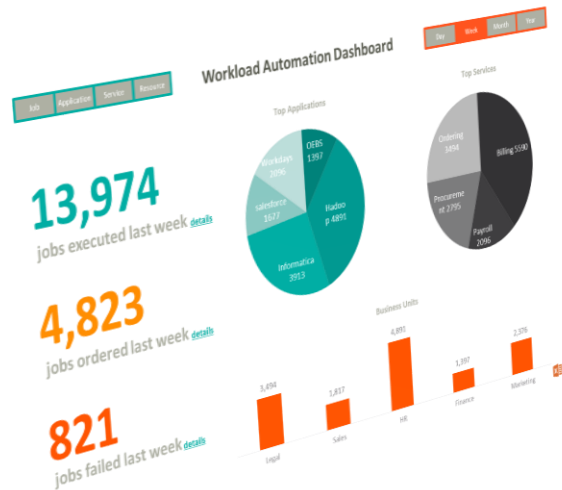 Workload Automation Dashboard
Job
Application
Service
Resource
Day
Week
Month
Year
13,974
jobs executed last week details
4,823
jobs ordered last week details
821
jobs failed last week details
Top Applications
OEBS
1397
Hadoo
p 4891
Informatica
3913
salesforce
1677
Workdays
2096
Top Services
Billing 5590
Payroll
2096
Procureme
nt 2795
Ordering
3494
Business Units
3,494
1,817
4,891
1,397
2,376
Legal
Sales
HR
Finance
Marketing